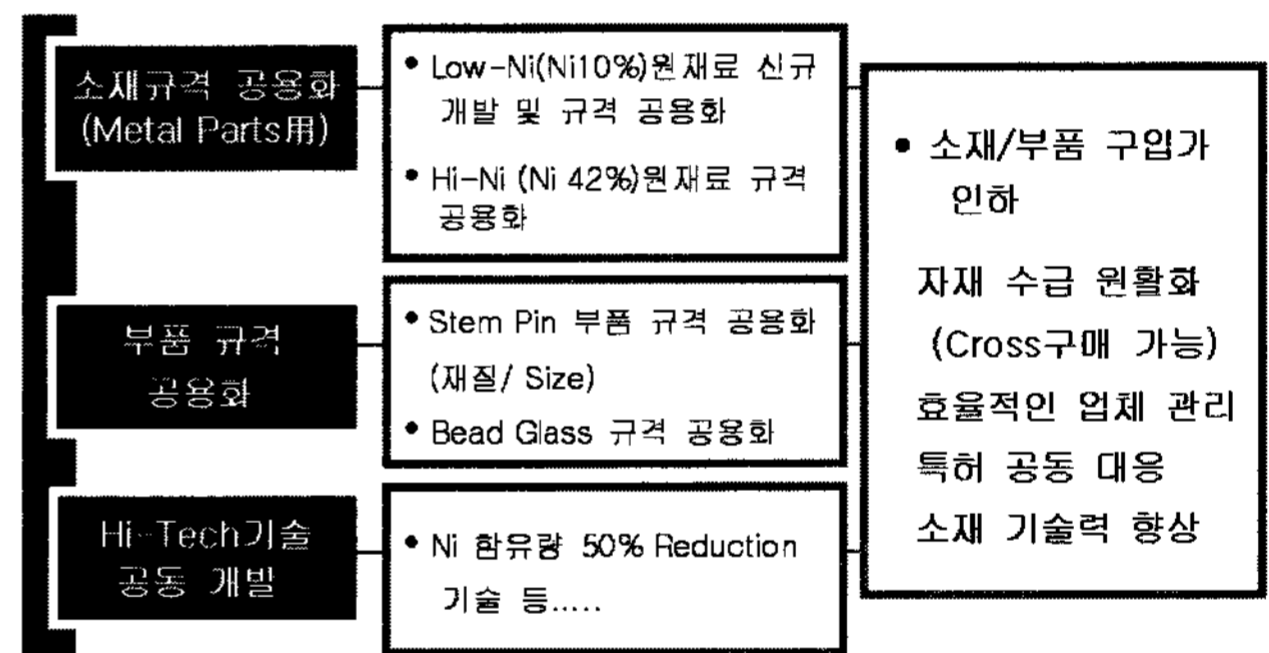 소재규격 공용화
(Metal Parts用)
• Low-Ni(Ni10%)원재료 신규
개발 및 규격 공용화
• Hi-Ni (Ni 42%)원재료 규격
공용화
부품 규격
공용화
• Stem Pin 부품 규격 공용화
(재질/ Size)
• Bead Glass 규격 공용화
Hi-Tech기술
공동 개발
• Ni 함유량 50% Reduction
기술 등.....
• 소재/부품 구입가
인하
자재 수급 원활화
(Cross구매 가능)
효율적인 업체 관리
특허 공동 대응
소재 기술력 향상